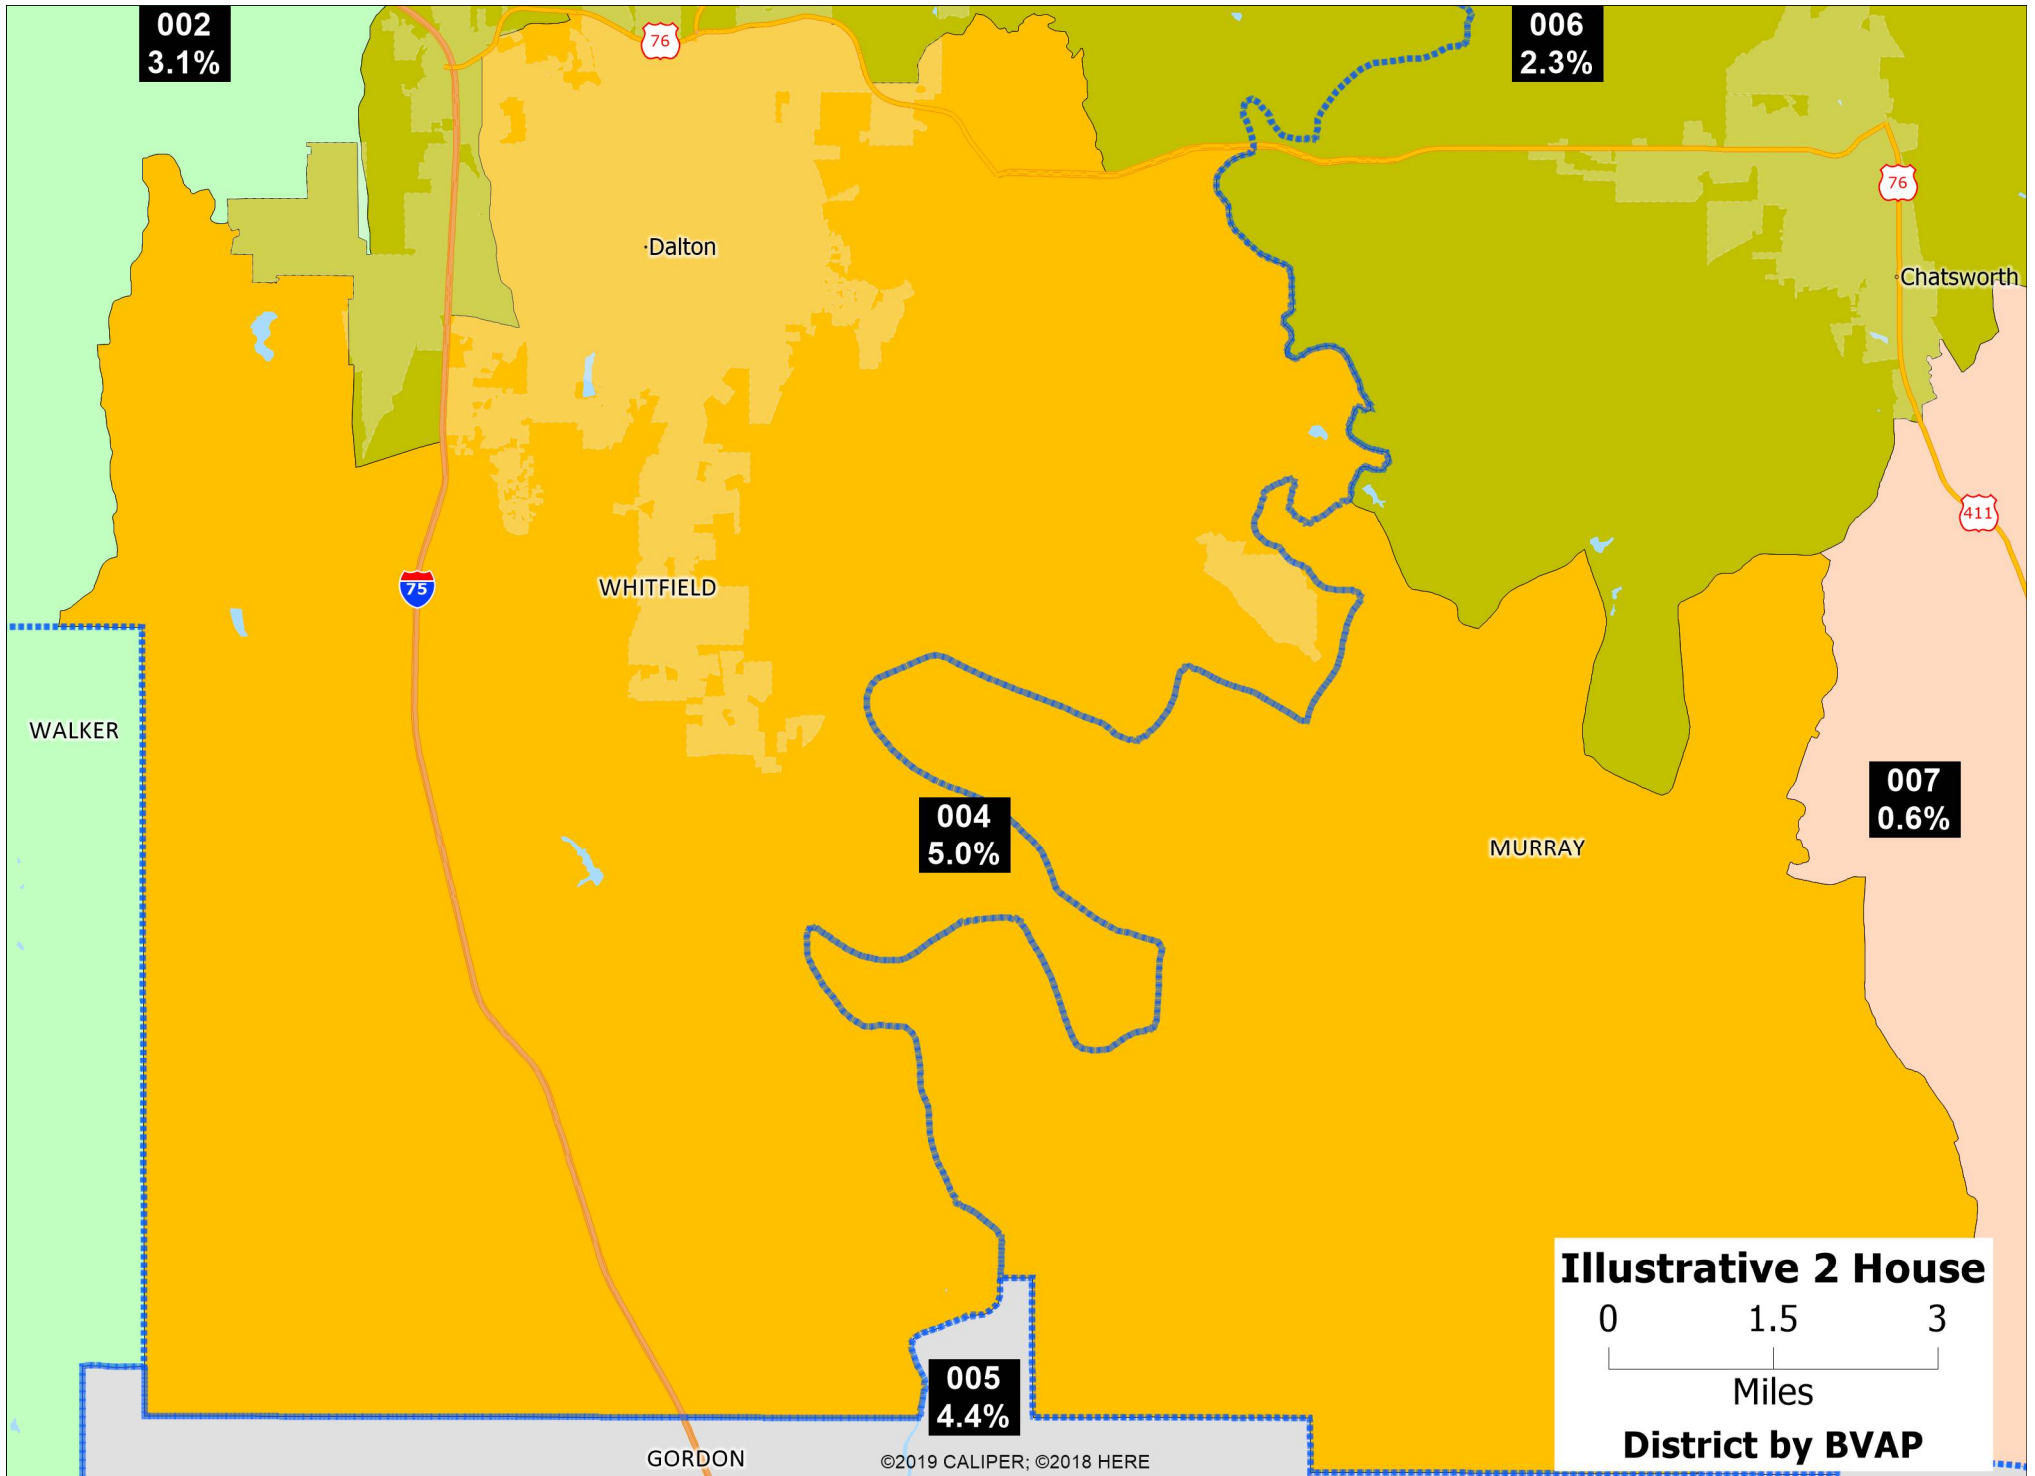 002
3.1%
76
006
2.3%
76
Dalton
Chatsworth
411
75
WHITFIELD
WALKER
007
0.6%
004
5.0%
MURRAY
Illustrative 2 House
0 1.5 3
Miles
District by BVAP
005
4.4%
GORDON
©2019 CALIPER; ©2018 HERE